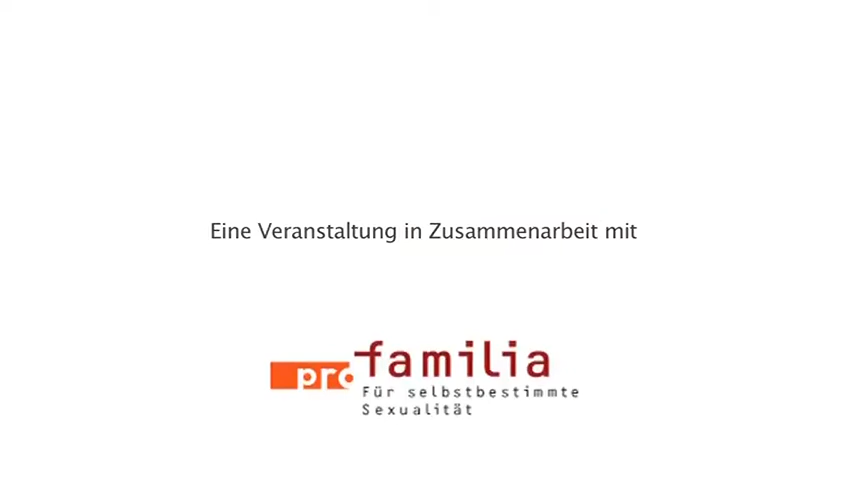 Eine Veranstaltung in Zusammenarbeit mit
pro familia
Für selbstbestimmte
Sexualität